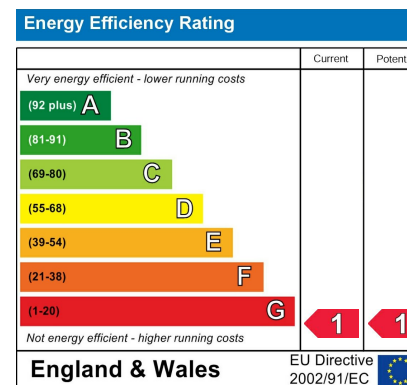 Energy Efficiency Rating
Current Potent
Very energy efficient - lower running costs
(92 plus) A
(81-91) B
(69-80) C
(55-68) D
(39-54) E
(21-38) F
(1-20) G 1 1
Not energy efficient - higher running costs
England & Wales
EU Directive
2002/91/EC